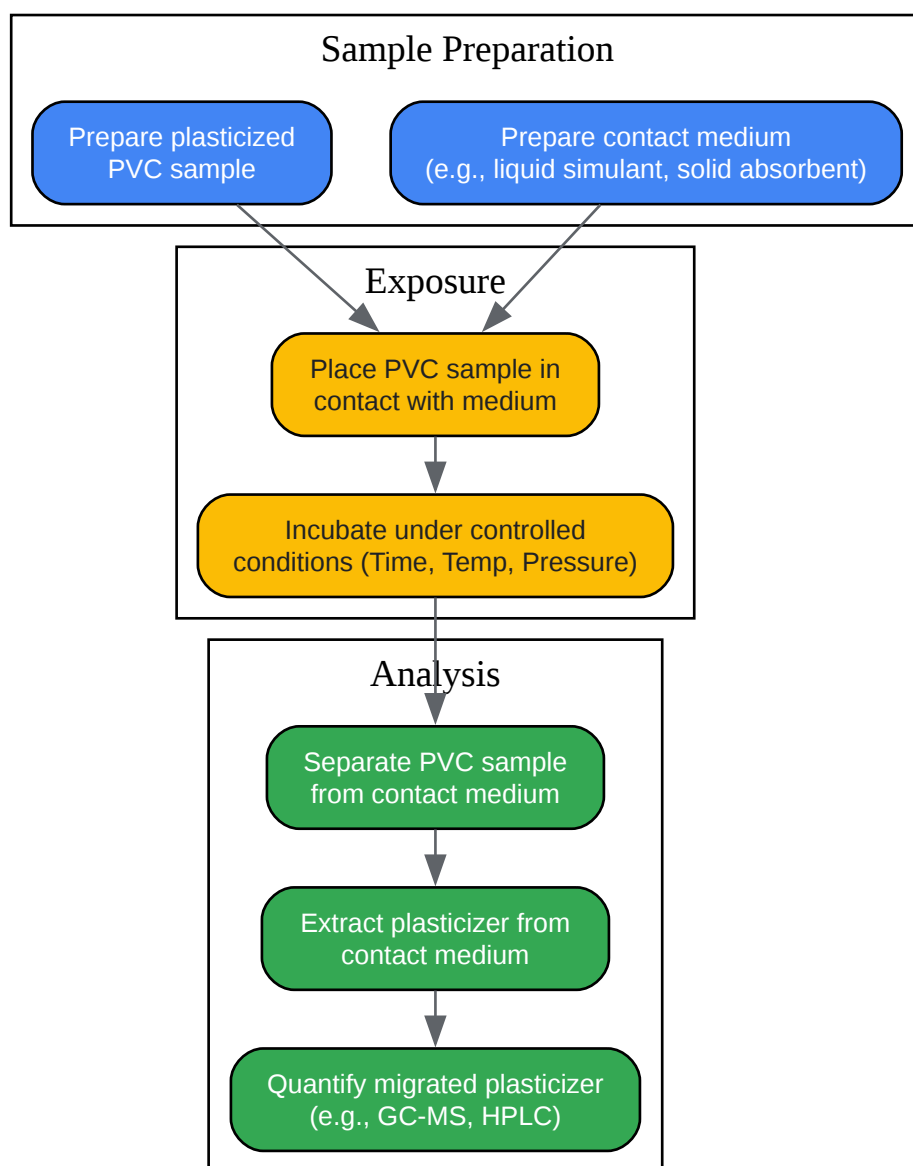 Sample Preparation
Prepare plasticized
PVC sample
Prepare contact medium
(e.g., liquid simulant, solid absorbent)
Exposure
Place PVC sample in
contact with medium
Incubate under controlled
conditions (Time, Temp, Pressure)
Analysis
Separate PVC sample
from contact medium
Extract plasticizer from
contact medium
Quantify migrated plasticizer
(e.g., GC-MS, HPLC)